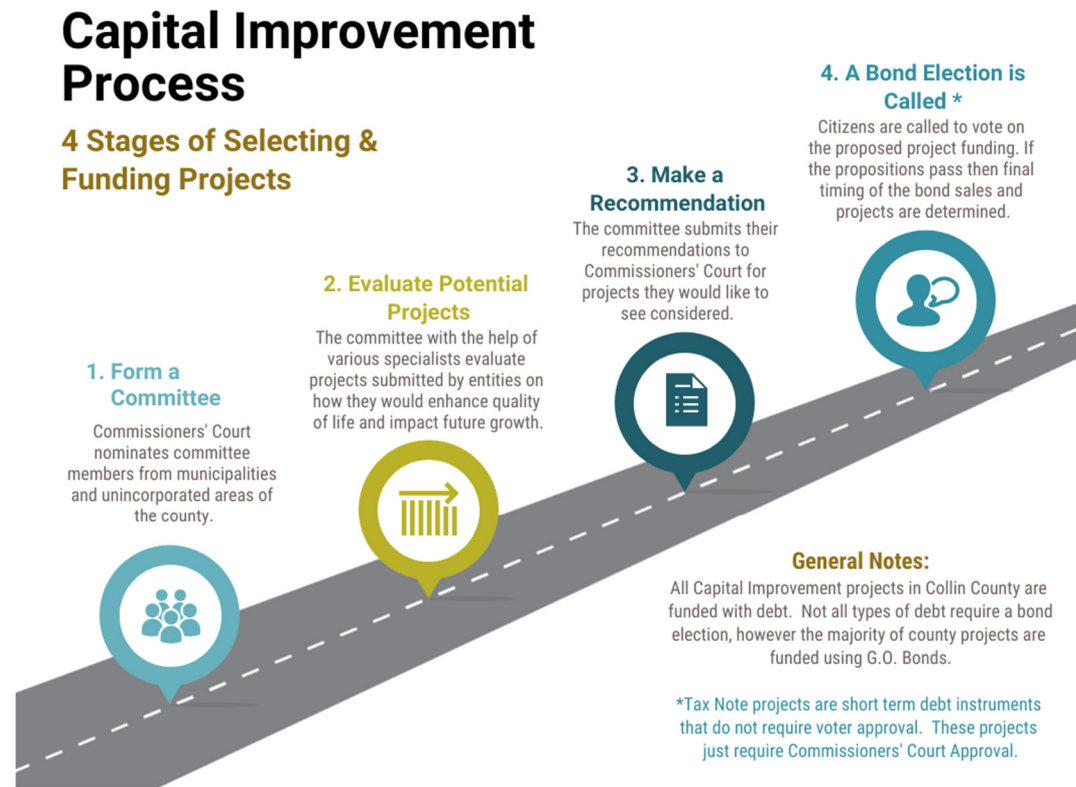 Capital Improvement
Process
4 Stages of Selecting &
Funding Projects
1. Form a
Committee
Commissioners' Court
nominates committee
members from municipalities
and unincorporated areas of
the county.
2. Evaluate Potential
Projects
The committee with the help of
various specialists evaluate
projects submitted by entities on
how they would enhance quality
of life and impact future growth.
3. Make a
Recommendation
The committee submits their
recommendations to
Commissioners' Court for
projects they would like to
see considered.
4. A Bond Election is
Called *
Citizens are called to vote on
the proposed project funding. If
the propositions pass then final
timing of the bond sales and
projects are determined.
General Notes:
All Capital Improvement projects in Collin County are
funded with debt. Not all types of debt require a bond
election, however the majority of county projects are
funded using G.O. Bonds.
*Tax Note projects are short term debt instruments
that do not require voter approval. These projects
just require Commissioners' Court Approval.